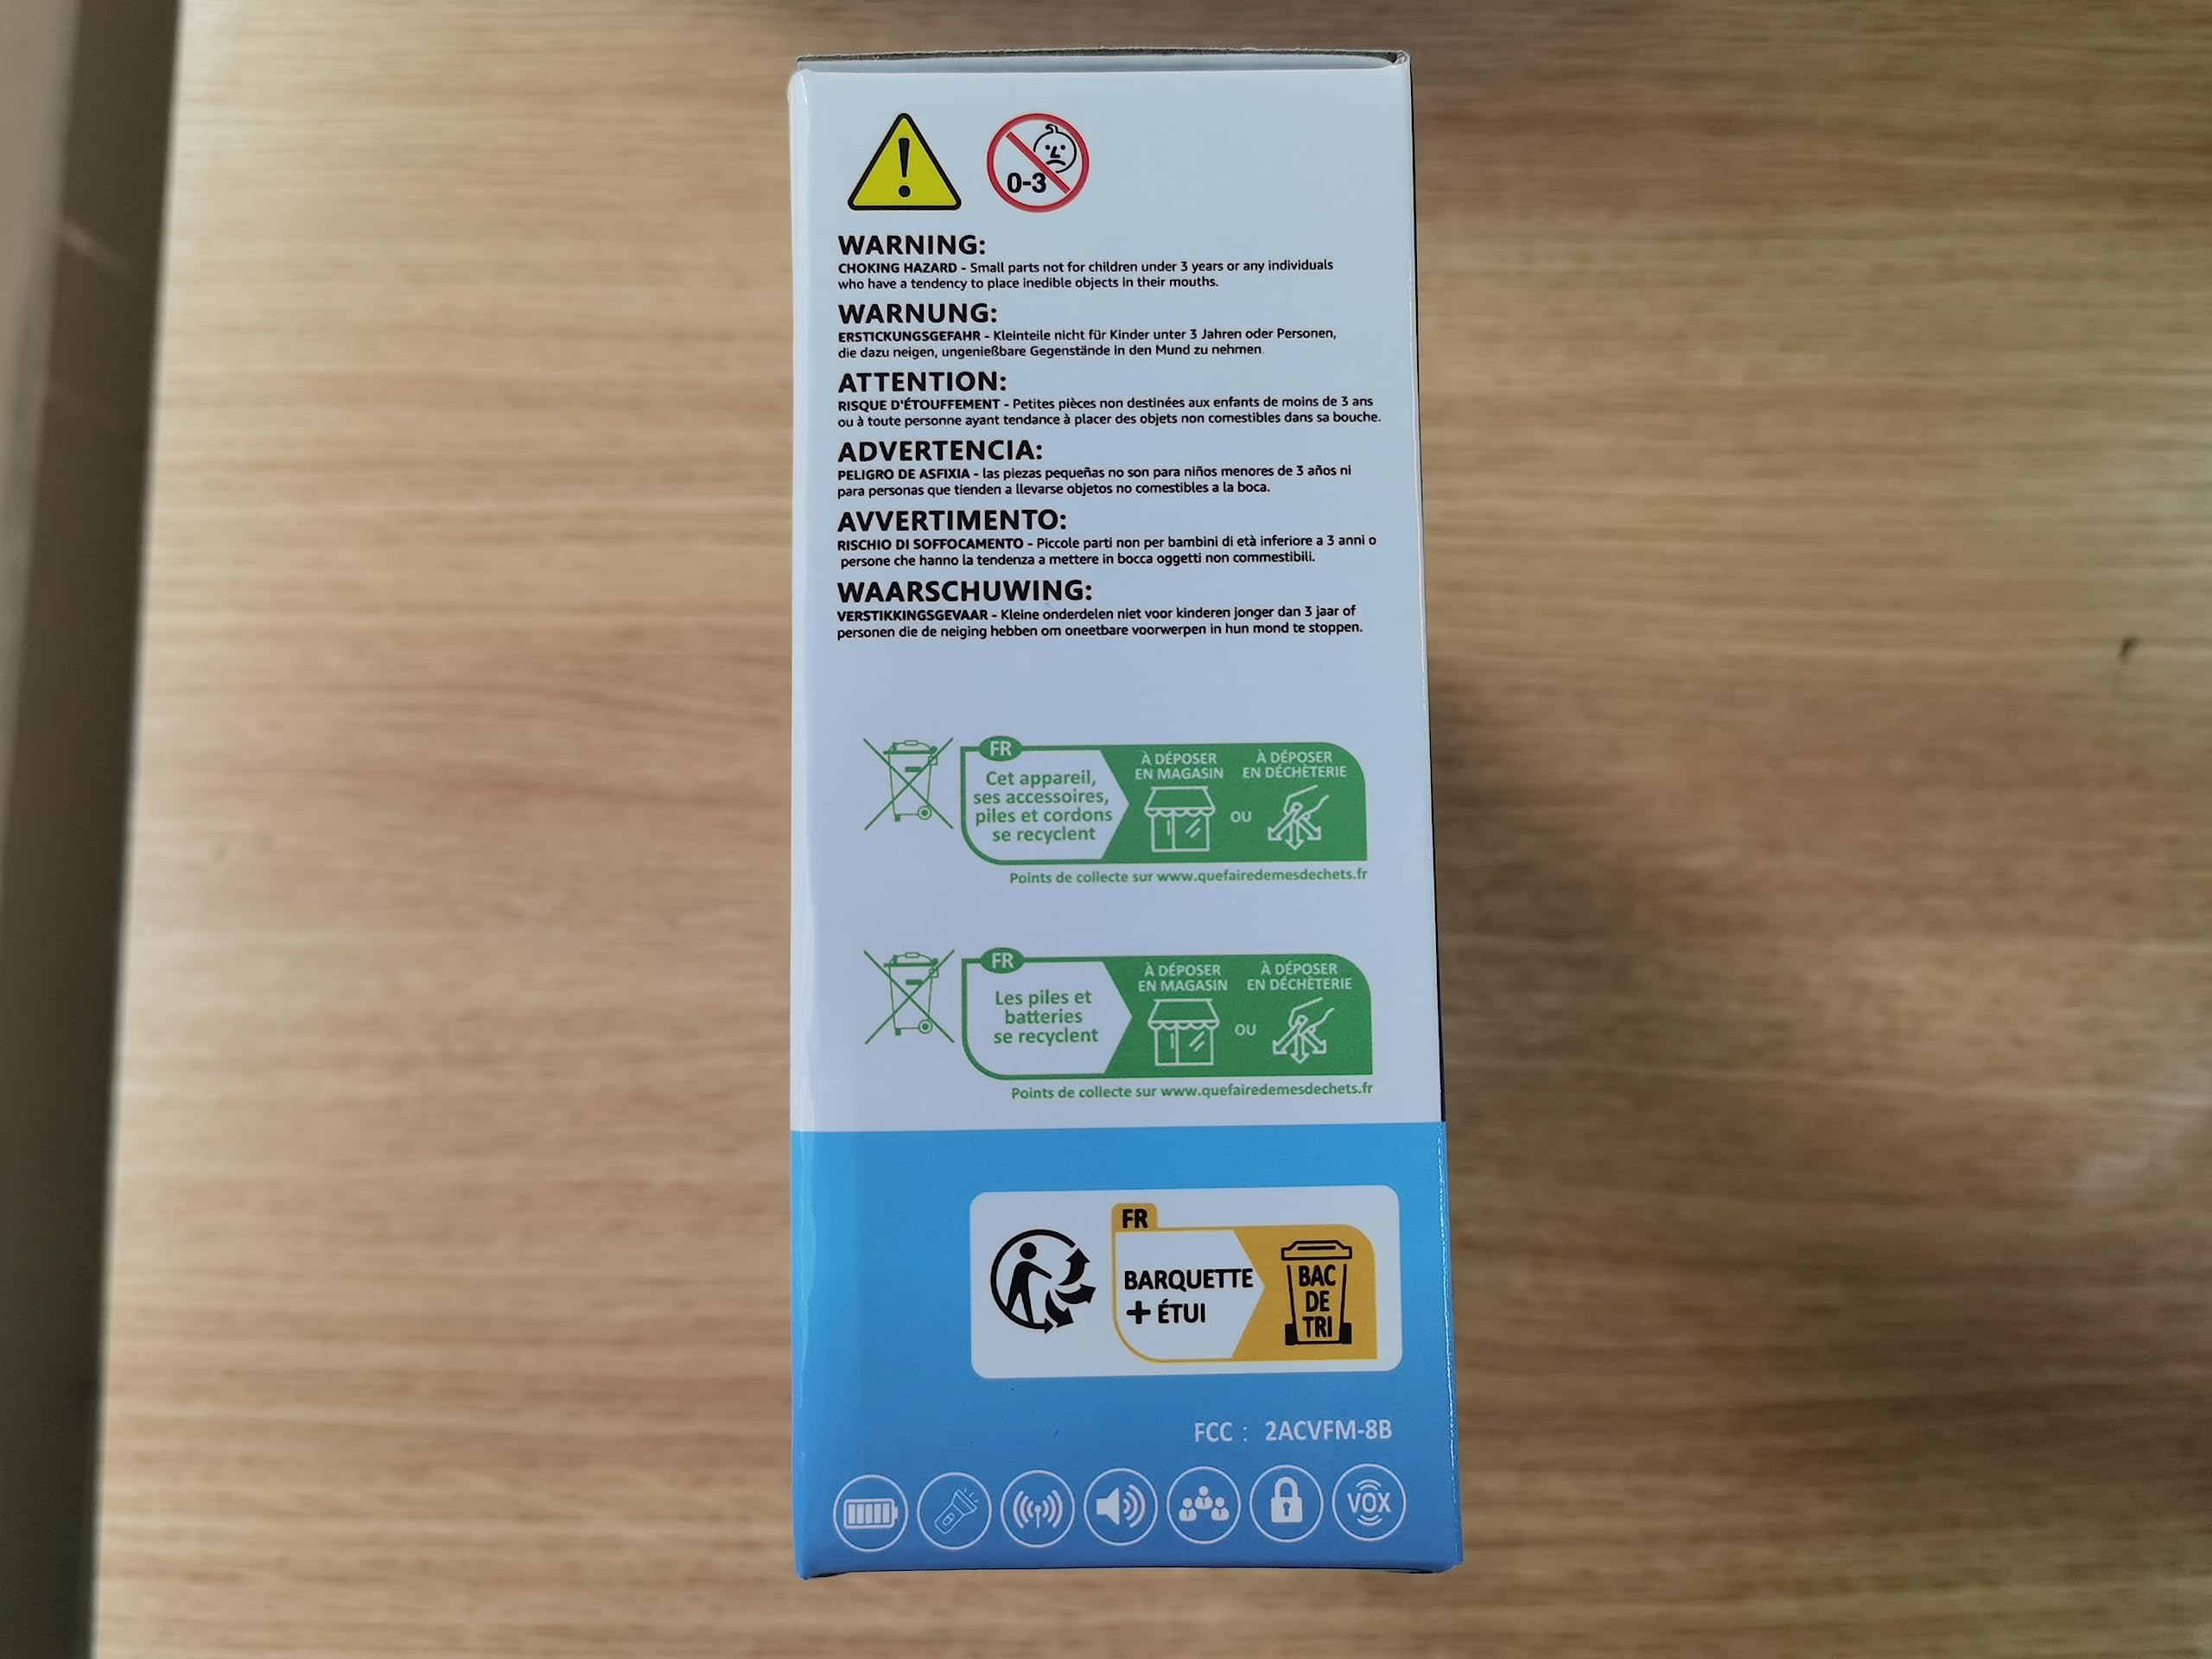 0-3
WARNING:
CHOKING HAZARD - Small parts not for children under 3 years or any individuals
who have a tendency to place inedible objects in their mouths.
WARNUNG:
ERSTICKUNGSGEFAHR - Kleinteile nicht für Kinder unter 3 Jahren oder Personen,
die dazu neigen, ungenießbare Gegenstände in den Mund zu nehmen.
ATTENTION:
RISQUE D'ÉTOUFFEMENT - Petites pièces non destinées aux enfants de moins de 3 ans
ou à toute personne ayant tendance à placer des objets non comestibles dans sa bouche.
ADVERTENCIA:
PELIGRO DE ASFIXIA - las piezas pequeñas no son para niños menores de 3 años ni
para personas que tienden a llevarse objetos no comestibles a la boca.
AVVERTIMENTO:
RISCHIO DI SOFFOCAMENTO - Piccole parti non per bambini di età inferiore a 3 anni o
persone che hanno la tendenza a mettere in bocca oggetti non commestibili.
WAARSCHUWING:
VERSTIKKINGSGEVAAR - Kleine onderdelen niet voor kinderen jonger dan 3 jaar of
personen die de neiging hebben om oneetbare voorwerpen in hun mond te stoppen.
FR
Cet appareil,
ses accessoires,
piles et cordons
se recyclent
À DÉPOSER
EN MAGASIN
OU
À DÉPOSER
EN DÉCHÈTERIE
Points de collecte sur www.quefairedemesdechets.fr
FR
Les piles et
batteries
se recyclent
À DÉPOSER
EN MAGASIN
OU
À DÉPOSER
EN DÉCHÈTERIE
Points de collecte sur www.quefairedemesdechets.fr
FR
BARQUETTE
+ ÉTUI
BAC
DE
TRI
FCC : 2ACVFM-8B
VOX